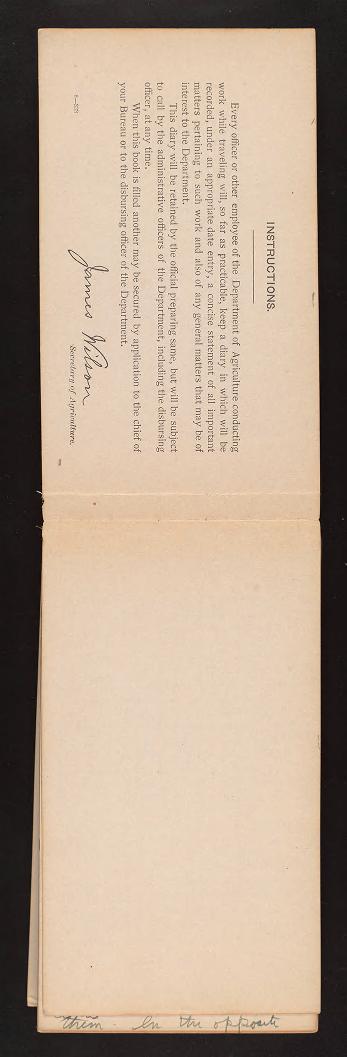 INSTRUCTIONS.
Every officer or other employee of the Department of Agriculture conducting
work while traveling will, so far as practicable, keep a diary in which will be
recorded, under an appropriate date entry, a concise statement of all important
matters pertaining to such work and also of any general matters that may be of
interest to the Department.
This diary will be retained by the official preparing same, but will be subject
to call by the administrative officers of the Department, including the disbursing
officer, at any time.
When this book is filled another may be secured by application to the chief of
your Bureau or to the disbursing officer of the Department.
James Wilson
Secretary of Agriculture.
them. In the opposite